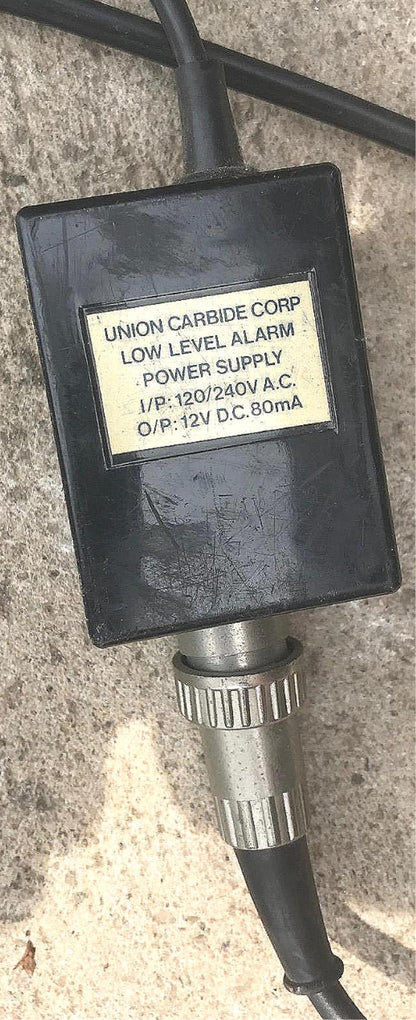 UNION CARBIDE CORP
LOW LEVEL ALARM
POWER SUPPLY
I/P: 120/240V A.C.
O/P: 12V D.C. 80mA